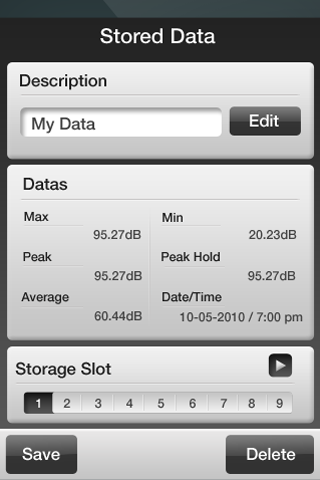 Stored Data
Description
My Data
Edit
Datas
Max
95.27dB
Min
20.23dB
Peak
95.27dB
Peak Hold
95.27dB
Average
60.44dB
Date/Time
10-05-2010 / 7:00 pm
Storage Slot
1 2 3 4 5 6 7 8 9
Save
Delete